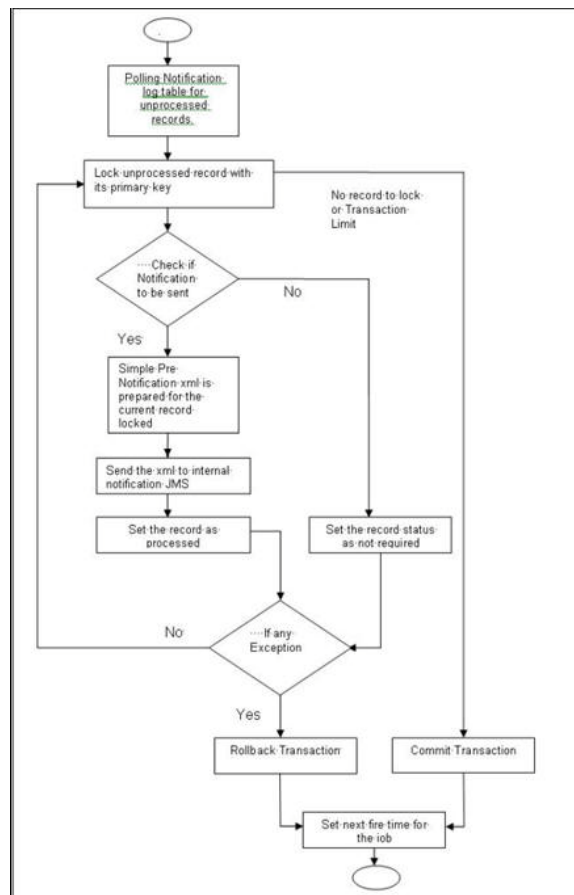 Polling Notification
log table for
unprocessed
records.
Lock unprocessed record with
its primary key
No record to lock
or Transaction
Limit
....Check if
Notification
to be sent
No
Yes
Simple Pre
Notification xml is
prepared for the
current record
locked
Send the xml to internal
notification JMS
Set the record as
processed
Set the record status
as not required
No
....If any
Exception
Yes
Rollback Transaction
Commit Transaction
Set next fire time for
the job